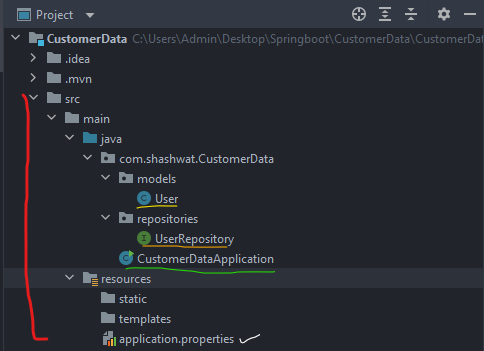 Project
CustomerData C:\Users\Admin\Desktop\Springboot\CustomerData\CustomerDat
.idea
.mvn
src
main
java
com.shashwat.CustomerData
models
C User
repositories
I UserRepository
C CustomerDataApplication
resources
static
templates
application.properties